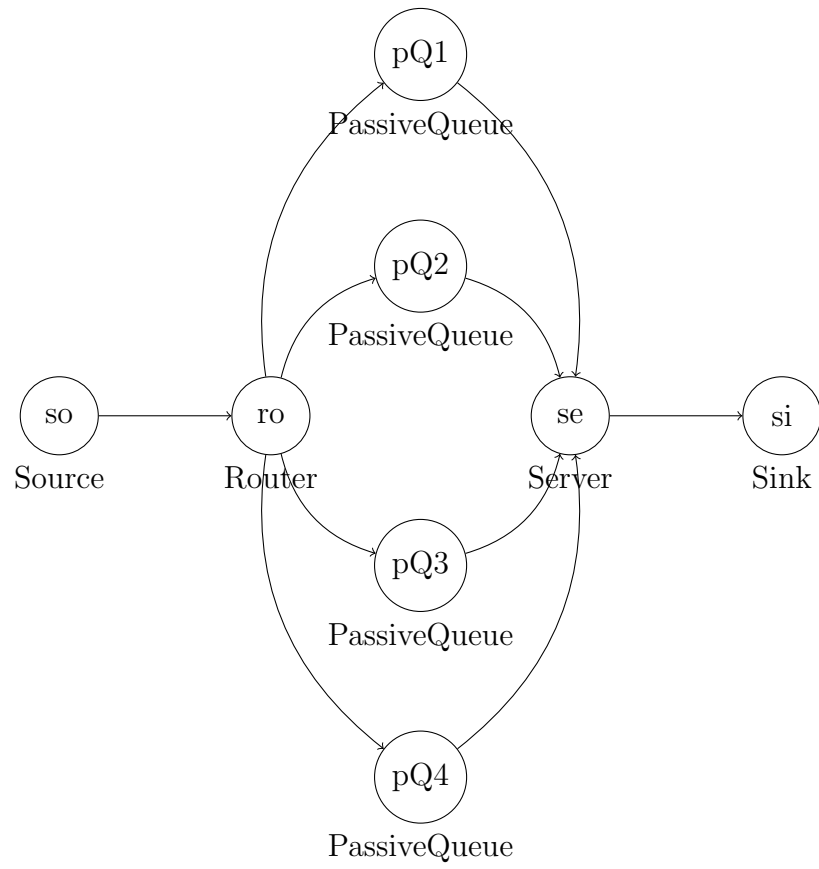 pQ1
PassiveQueue
pQ2
PassiveQueue
so
ro
se
si
Source
Router
Server
Sink
pQ3
PassiveQueue
pQ4
PassiveQueue